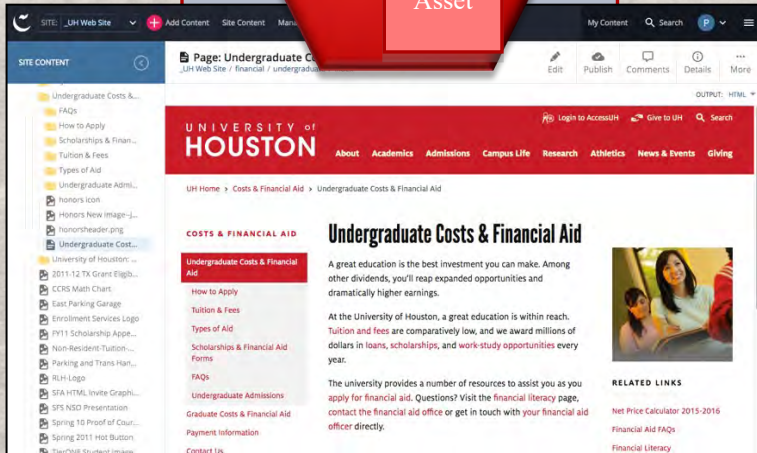 Asset
SITE: _UH Web Site
Add Content Site Content
My Content Search P
SITE CONTENT
Page: Undergraduate C
_UH Web Site / financial / undergradua
Edit Publish Comments Details More
OUTPUT: HTML
Undergraduate Costs &...
FAQs
How to Apply
Scholarships & Finan...
Tuition & Fees
Types of Aid
Undergraduate Admi...
honors icon
Honors New image-J...
honorsheader.png
Undergraduate Cost...
University of Houston: ...
2011-12 TX Grant Eligib...
CCRS Math Chart
East Parking Garage
Enrollment Services Logo
FY11 Scholarship Appe...
Non-Resident-Tuition-...
Parking and Trans Han...
RLH-Logo
SFA HTML Invite Graphi...
SFS NSO Presentation
Spring 10 Proof of Cour...
Spring 2011 Hot Button
TierONE Student Image
Login to AccessUH Give to UH Search
UNIVERSITY of
HOUSTON
About Academics Admissions Campus Life Research Athletics News & Events Giving
UH Home > Costs & Financial Aid > Undergraduate Costs & Financial Aid
COSTS & FINANCIAL AID
Undergraduate Costs & Financial
Aid
How to Apply
Tuition & Fees
Types of Aid
Scholarships & Financial Aid
Forms
FAQs
Undergraduate Admissions
Graduate Costs & Financial Aid
Payment Information
Contact Us
Undergraduate Costs & Financial Aid
A great education is the best investment you can make. Among
other dividends, you'll reap expanded opportunities and
dramatically higher earnings.
At the University of Houston, a great education is within reach.
Tuition and fees are comparatively low, and we award millions of
dollars in loans, scholarships, and work-study opportunities every
year.
The university provides a number of resources to assist you as you
apply for financial aid. Questions? Visit the financial literacy page,
contact the financial aid office or get in touch with your financial aid
officer directly.
RELATED LINKS
Net Price Calculator 2015-2016
Financial Aid FAQs
Financial Literacy